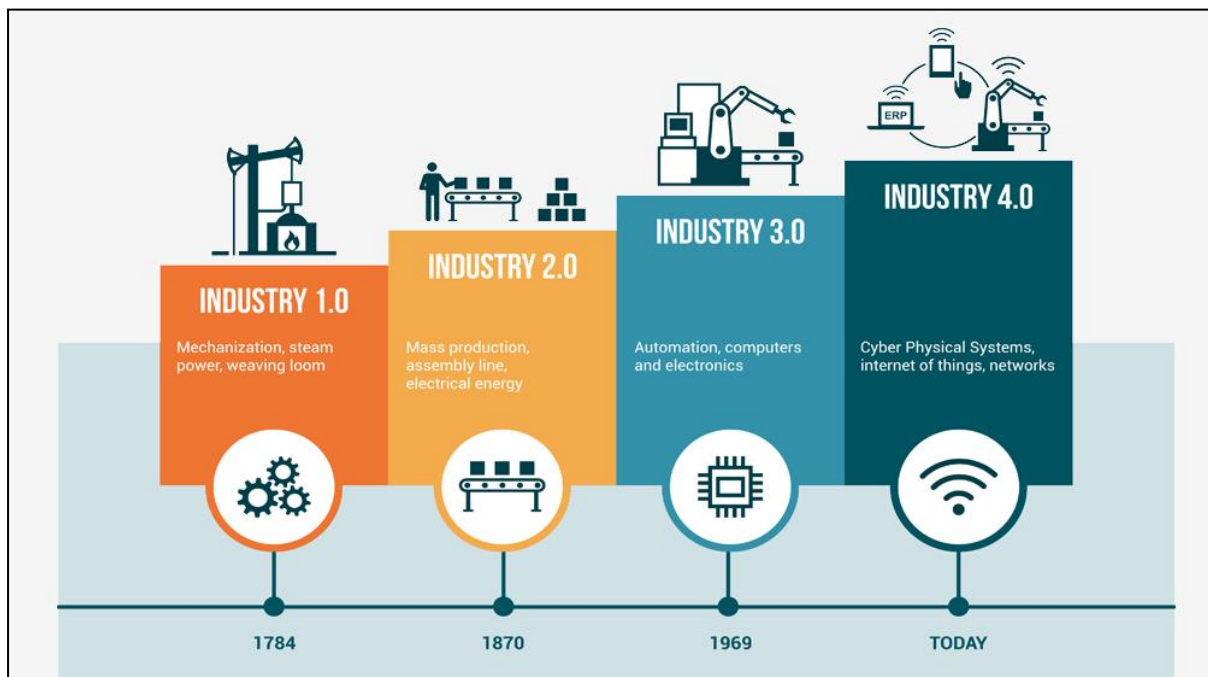 ERP
INDUSTRY 1.0
Mechanization, steam
power, weaving loom
INDUSTRY 2.0
Mass production,
assembly line,
electrical energy
INDUSTRY 3.0
Automation, computers
and electronics
INDUSTRY 4.0
Cyber Physical Systems,
internet of things, networks
1784
1870
1969
TODAY